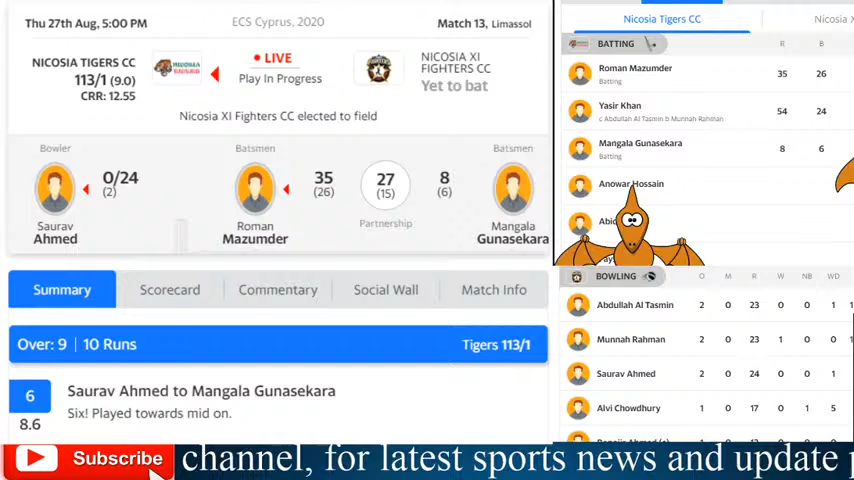 Thu 27th Aug, 5:00 PM
ECS Cyprus, 2020
Match 13, Limassol
NICOSIA TIGERS CC
113/1 (9.0)
CRR: 12.55
LIVE
Play In Progress
NICOSIA XI
FIGHTERS CC
Yet to bat
Nicosia XI Fighters CC elected to field
Bowler
Batsmen
Batsmen
0/24
(2)
35
(26)
27
(15)
8
(6)
Partnership
Saurav
Ahmed
Roman
Mazumder
Mangala
Gunasekara
Summary
Scorecard
Commentary
Social Wall
Match Info
Over: 9 | 10 Runs
Tigers 113/1
6
8.6
Saurav Ahmed to Mangala Gunasekara
Six! Played towards mid on.
Nicosia Tigers CC
Nicosia X
BATTING R B
Roman Mazumder 35 26
Batting
Yasir Khan 54 24
c Abdullah Al Tasmin b Munnah Rahman
Mangala Gunasekara 8 6
Batting
Anowar Hossain
Abid
BOWLING O M R W NB WD
Abdullah Al Tasmin 2 0 23 0 0 1
Munnah Rahman 2 0 23 1 0 0
Saurav Ahmed 2 0 24 0 0 1
Alvi Chowdhury 1 0 17 0 1 5
Subscribe
channel, for latest sports news and update